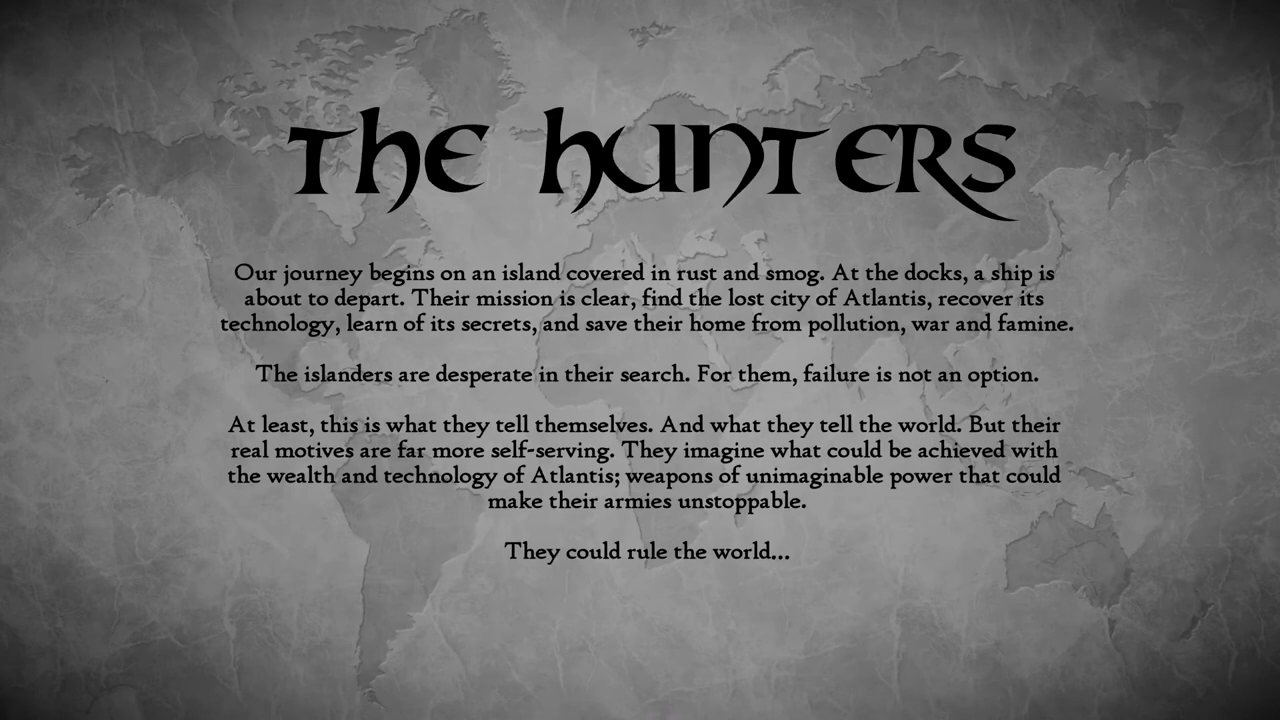 THE HUNTERS
Our journey begins on an island covered in rust and smog. At the docks, a ship is
about to depart. Their mission is clear, find the lost city of Atlantis, recover its
technology, learn of its secrets, and save their home from pollution, war and famine.
The islanders are desperate in their search. For them, failure is not an option.
At least, this is what they tell themselves. And what they tell the world. But their
real motives are far more self-serving. They imagine what could be achieved with
the wealth and technology of Atlantis; weapons of unimaginable power that could
make their armies unstoppable.
They could rule the world...